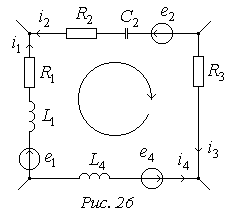 i₂ R₂ C₂ e₂
i₁
R₁ R₃
L₁
e₁ L₄ e₄ i₄ i₃
Рис. 2б